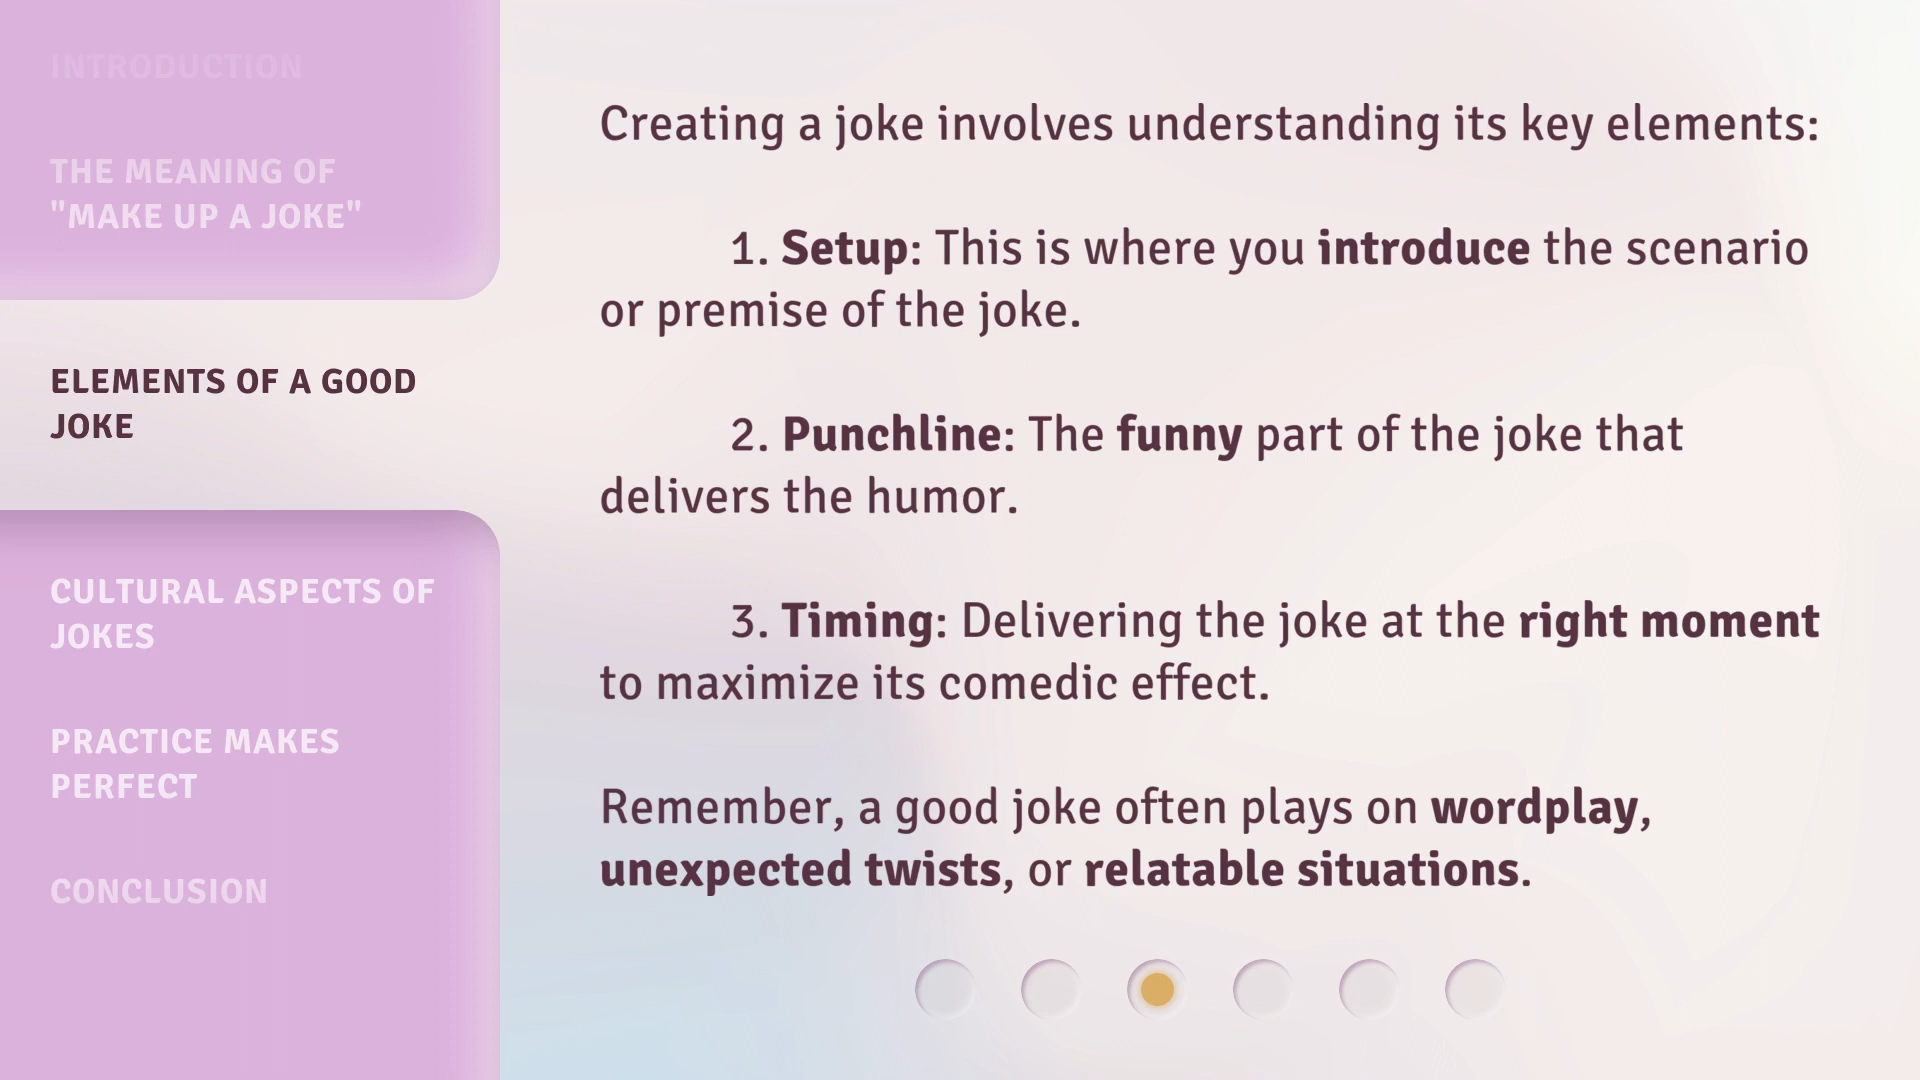 INTRODUCTION
THE MEANING OF
"MAKE UP A JOKE"
ELEMENTS OF A GOOD
JOKE
CULTURAL ASPECTS OF
JOKES
PRACTICE MAKES
PERFECT
CONCLUSION
Creating a joke involves understanding its key elements:
1. Setup: This is where you introduce the scenario
or premise of the joke.
2. Punchline: The funny part of the joke that
delivers the humor.
3. Timing: Delivering the joke at the right moment
to maximize its comedic effect.
Remember, a good joke often plays on wordplay,
unexpected twists, or relatable situations.